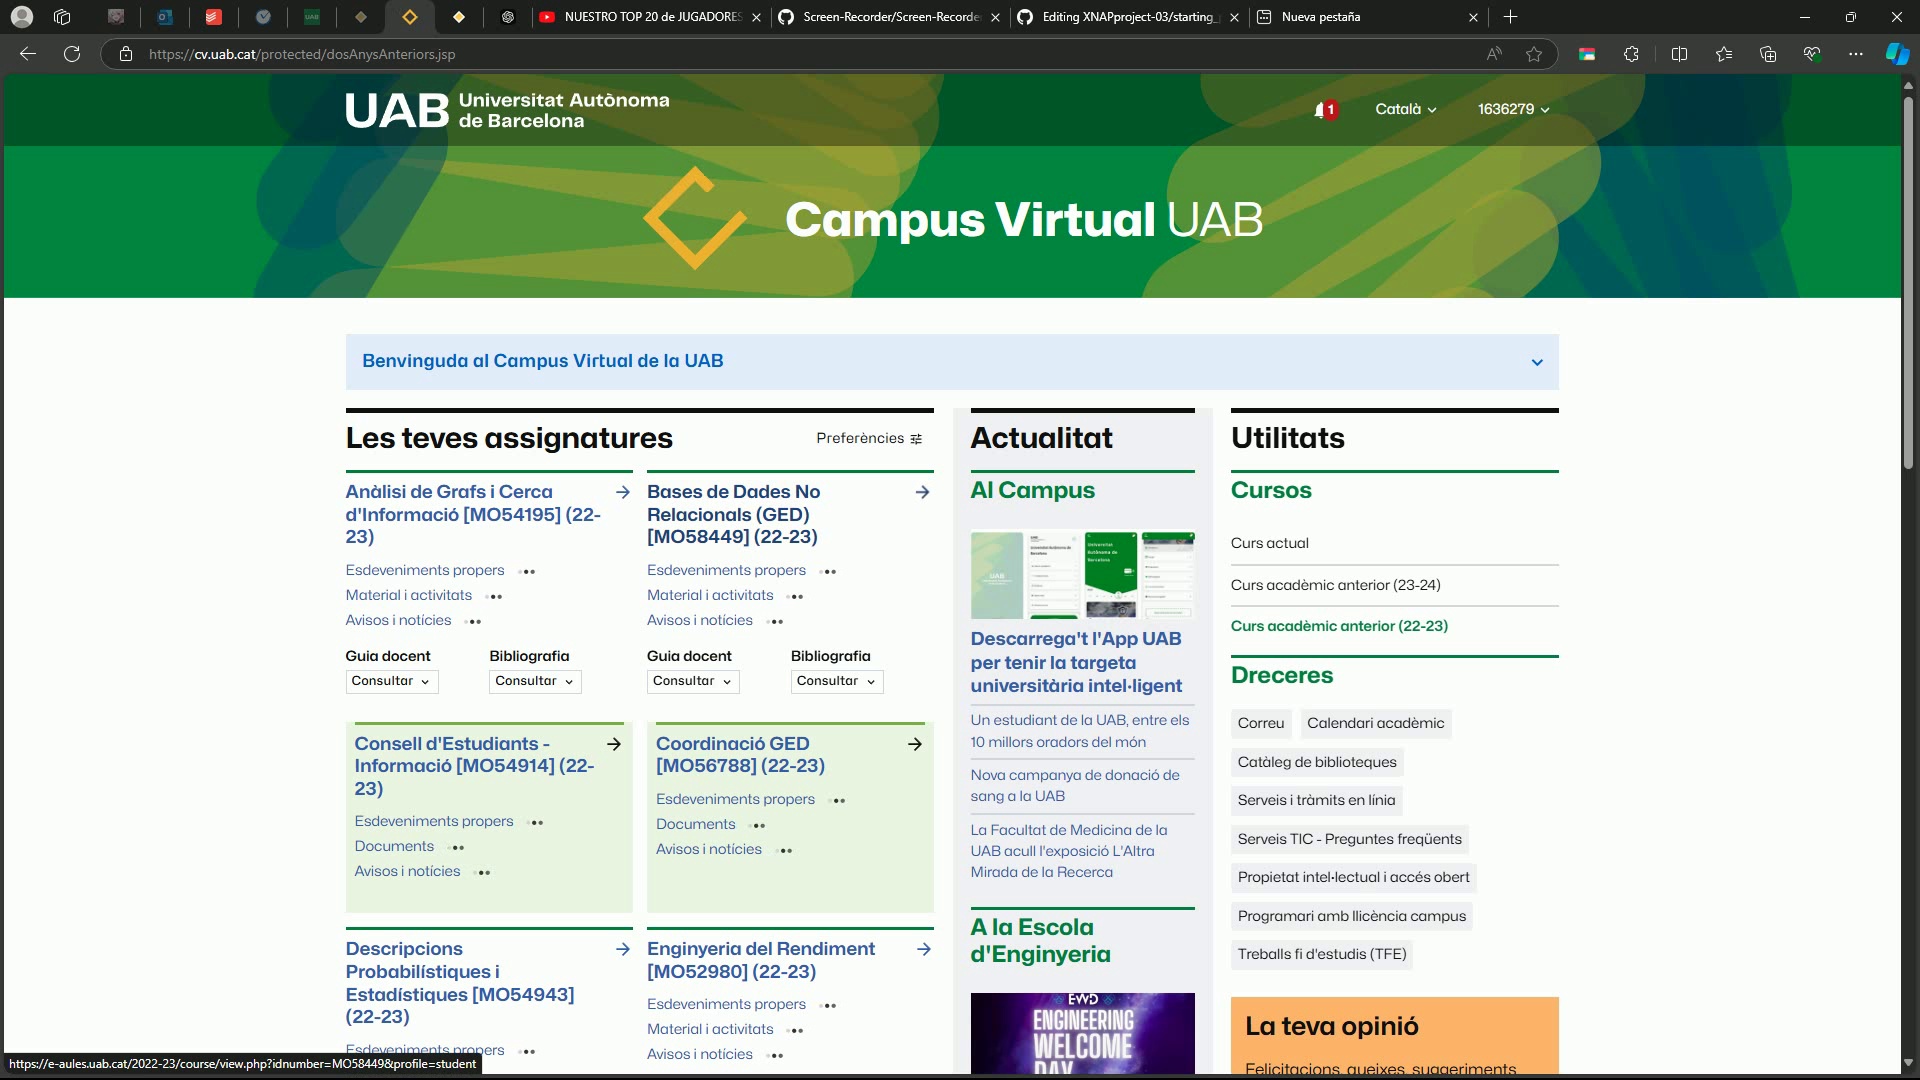 NUESTRO TOP 20 de JUGADORES
Screen-Recorder/Screen-Recorde
Editing XNAPproject-03/starting_
Nueva pestaña
https://cv.uab.cat/protected/dosAnysAnteriors.jsp
UAB Universitat Autònoma
de Barcelona
1
Català
1636279
Campus Virtual UAB
Benvinguda al Campus Virtual de la UAB
Les teves assignatures
Preferències
Anàlisi de Grafs i Cerca
d'Informació [MO54195] (22-
23)
Esdeveniments propers
Material i activitats
Avisos i notícies
Guia docent
Bibliografia
Consultar
Consultar
Bases de Dades No
Relacionals (GED)
[MO58449] (22-23)
Esdeveniments propers
Material i activitats
Avisos i notícies
Guia docent
Bibliografia
Consultar
Consultar
Consell d'Estudiants -
Informació [MO54914] (22-
23)
Esdeveniments propers
Documents
Avisos i notícies
Coordinació GED
[MO56788] (22-23)
Esdeveniments propers
Documents
Avisos i notícies
Descripcions
Probabilístiques i
Estadístiques [MO54943]
(22-23)
Esdeveniments propers
Enginyeria del Rendiment
[MO52980] (22-23)
Esdeveniments propers
Material i activitats
Avisos i notícies
Actualitat
Al Campus
Descarrega't l'App UAB
per tenir la targeta
universitària intel·ligent
Un estudiant de la UAB, entre els
10 millors oradors del món
Nova campanya de donació de
sang a la UAB
La Facultat de Medicina de la
UAB acull l'exposició L'Altra
Mirada de la Recerca
A la Escola
d'Enginyeria
EWD
ENGINEERING
WELCOME
DAY
Utilitats
Cursos
Curs actual
Curs acadèmic anterior (23-24)
Curs acadèmic anterior (22-23)
Dreceres
Correu
Calendari acadèmic
Catàleg de biblioteques
Serveis i tràmits en línia
Serveis TIC - Preguntes freqüents
Propietat intel·lectual i accés obert
Programari amb llicència campus
Treballs fi d'estudis (TFE)
La teva opinió
Felicitacions, queixes, suggeriments
https://e-aules.uab.cat/2022-23/course/view.php?idnumber=MO58449&profile=student